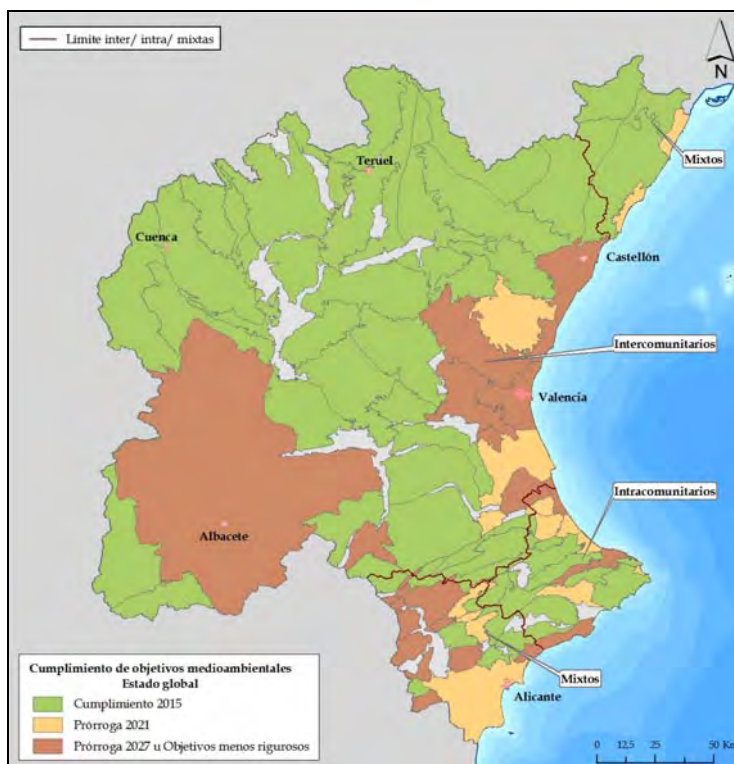 Límite inter/ intra/ mixtas
N
Teruel
Mixtos
Cuenca
Castellón
Intercomunitarios
Valencia
Intracomunitarios
Albacete
Cumplimiento de objetivos medioambientales
Estado global
Cumplimiento 2015
Prórroga 2021
Prórroga 2027 u Objetivos menos rigurosos
Mixtos
Alicante
0 12,5 25 50 Km